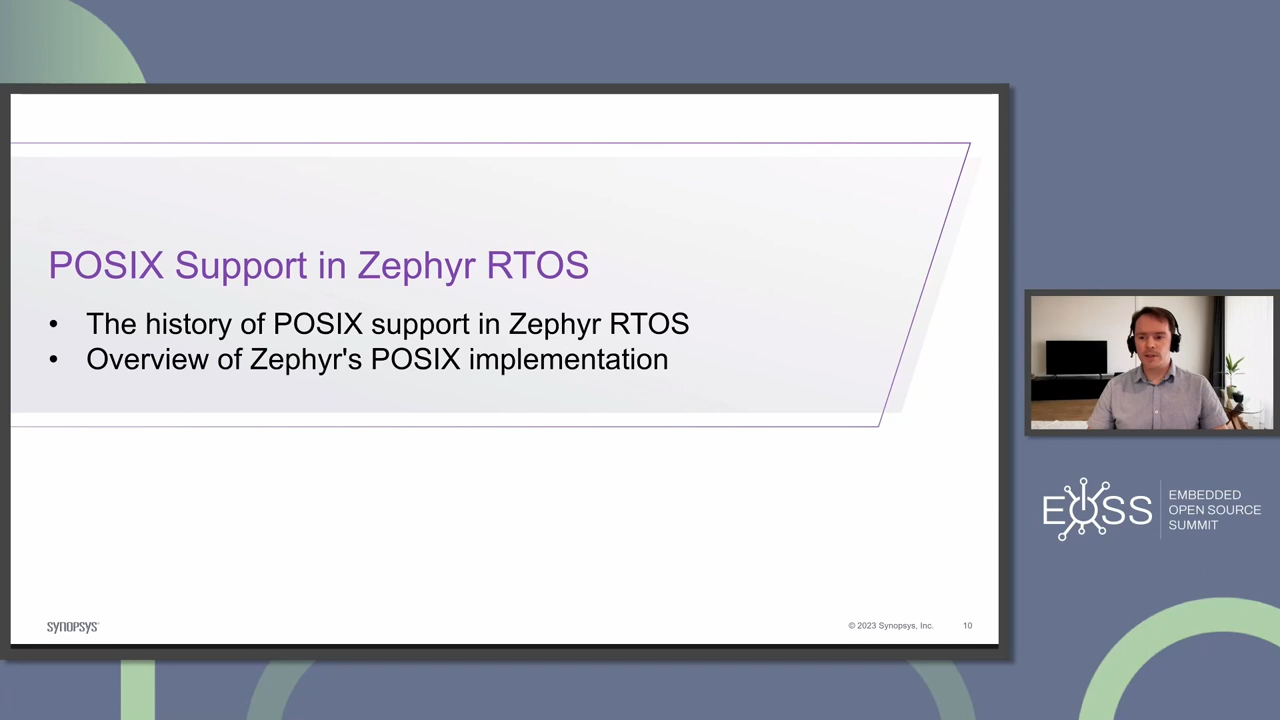 POSIX Support in Zephyr RTOS
• The history of POSIX support in Zephyr RTOS
• Overview of Zephyr's POSIX implementation
SYNOPSYS
© 2023 Synopsys, Inc.
10
EOSS
EMBEDDED
OPEN SOURCE
SUMMIT